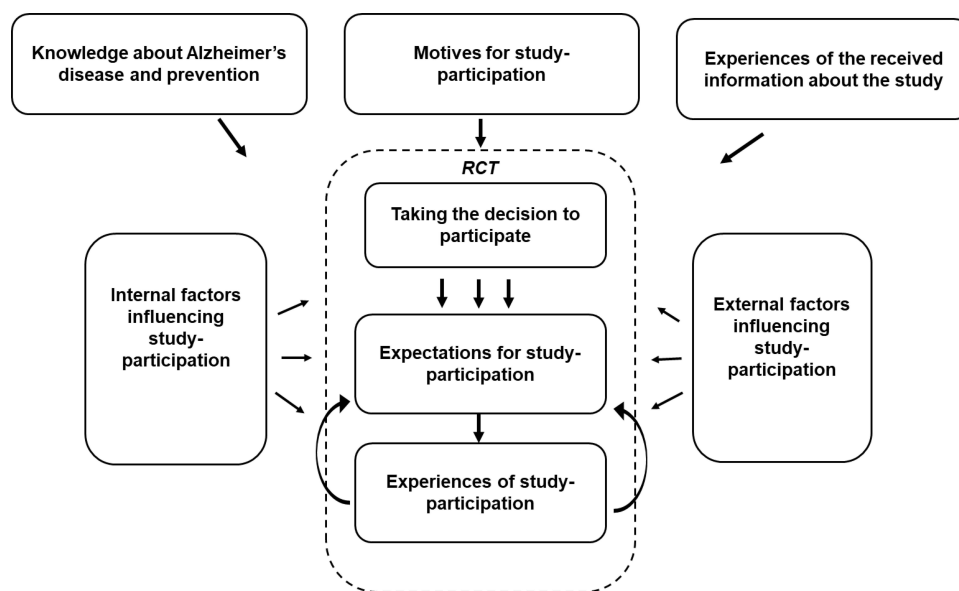 Knowledge about Alzheimer's
disease and prevention
Motives for study-
participation
Experiences of the received
information about the study
RCT
Taking the decision to
participate
Internal factors
influencing
study-
participation
Expectations for study-
participation
External factors
influencing
study-
participation
Experiences of study-
participation